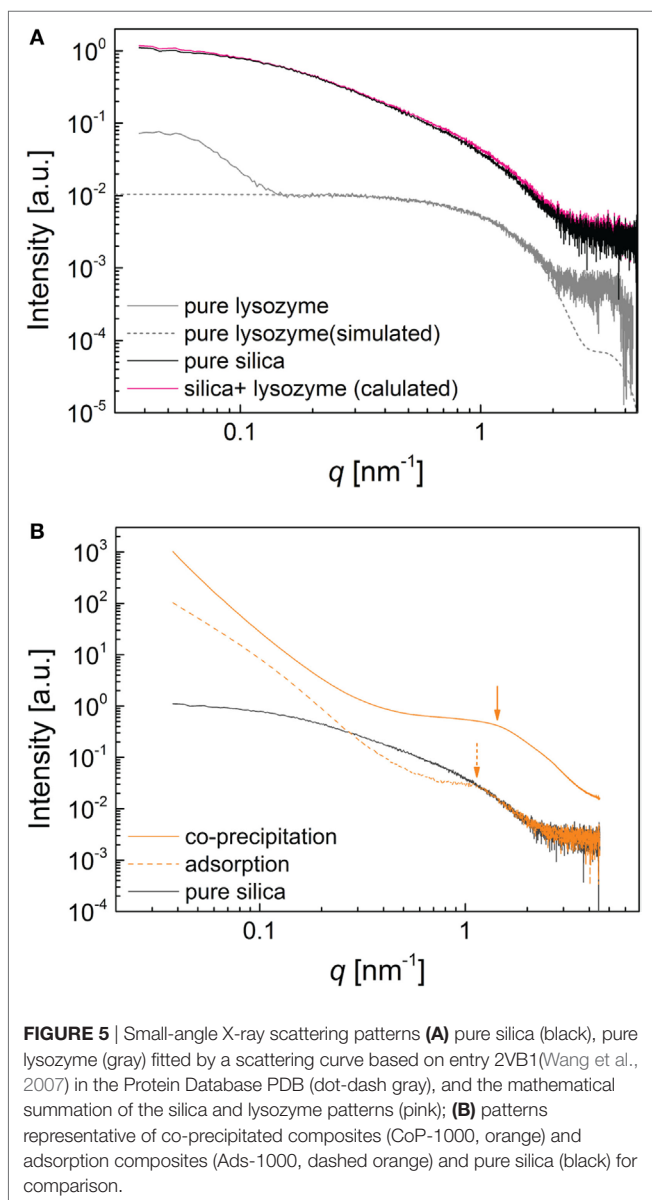 A
10^0
10^-1
10^-2
10^-3
10^-4
10^-5
Intensity [a.u.]
pure lysozyme
pure lysozyme(simulated)
pure silica
silica+ lysozyme (calulated)
0.1
1
q [nm^-1]
B
10^3
10^2
10^1
10^0
10^-1
10^-2
10^-3
10^-4
Intensity [a.u.]
co-precipitation
adsorption
pure silica
0.1
1
q [nm^-1]
FIGURE 5 | Small-angle X-ray scattering patterns (A) pure silica (black), pure
lysozyme (gray) fitted by a scattering curve based on entry 2VB1(Wang et al.,
2007) in the Protein Database PDB (dot-dash gray), and the mathematical
summation of the silica and lysozyme patterns (pink); (B) patterns
representative of co-precipitated composites (CoP-1000, orange) and
adsorption composites (Ads-1000, dashed orange) and pure silica (black) for
comparison.